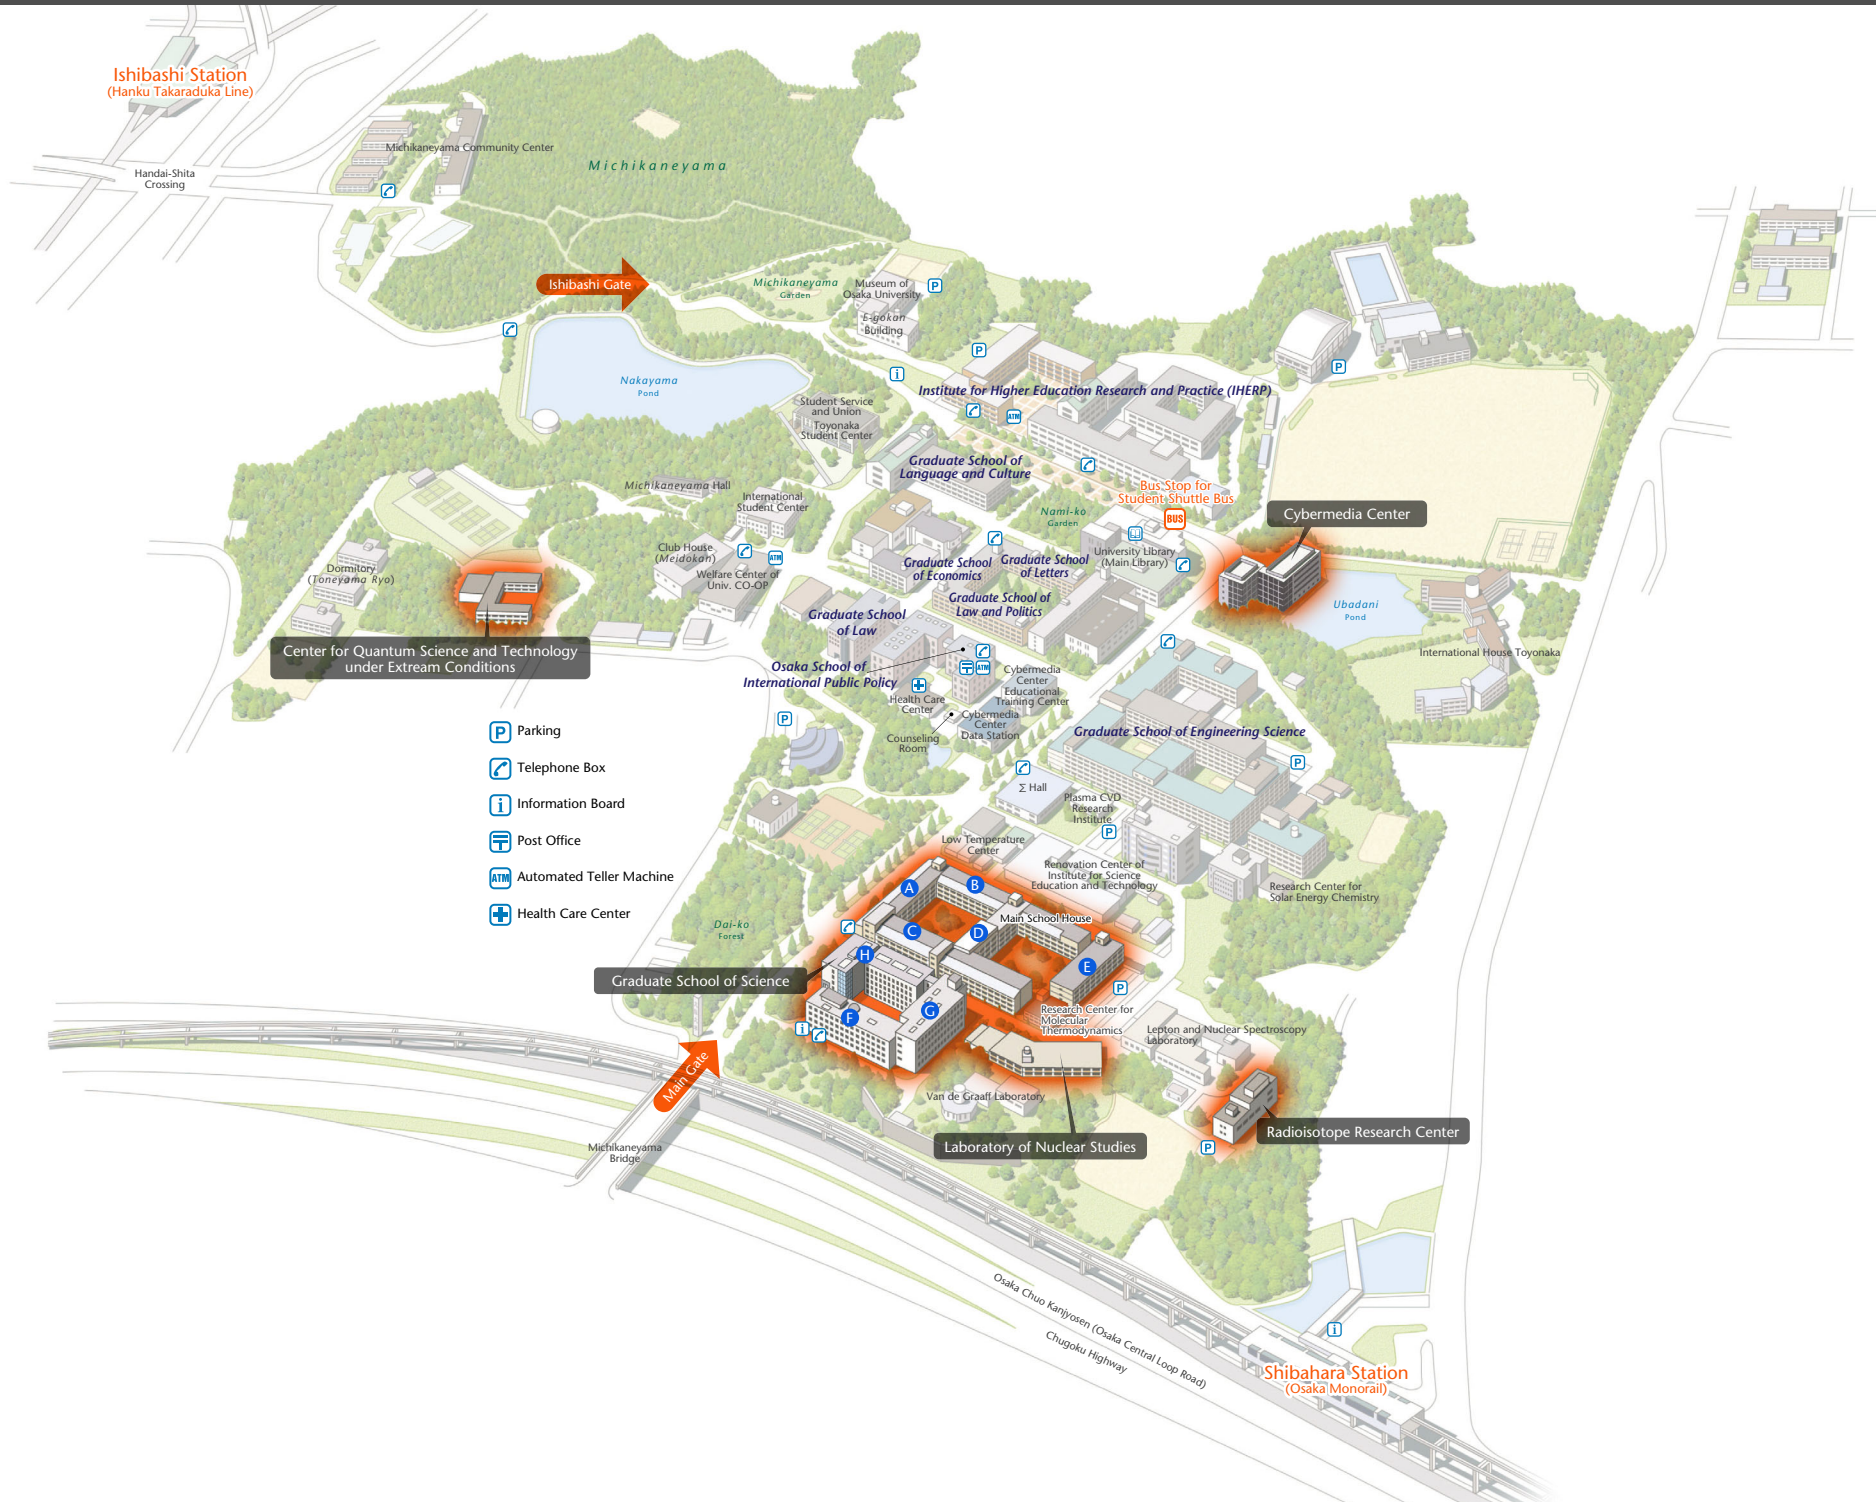 Ishibashi Station
(Hanku Takaraduka Line)
Handai-Shita
Crossing
Michikaneyama Community Center
Michikaneyama
Ishibashi Gate
Michikaneyama
Garden
Museum of
Osaka University
E-gokan
Building
P
P
P
i
Nakayama
Pond
Institute for Higher Education Research and Practice (IHERP)
ATM
Student Service
and Union
Toyonaka
Student Center
Graduate School of
Language and Culture
Michikaneyama Hall
International
Student Center
Bus Stop for
Student Shuttle Bus
BUS
Nami-ko
Garden
Cybermedia Center
Club House
(Meidokan)
ATM
Welfare Center of
Univ. CO-OP
Dormitory
(Toneyama Ryo)
Graduate School
of Economics
Graduate School
of Letters
University Library
(Main Library)
Graduate School of
Law and Politics
Graduate School
of Law
Ubadani
Pond
Center for Quantum Science and Technology
under Extream Conditions
International House Toyonaka
Osaka School of
International Public Policy
ATM
Cybermedia
Center
Educational
Training Center
Health Care
Center
Cybermedia
Center
Data Station
Counseling
Room
Graduate School of Engineering Science
P
P
P Parking
Telephone Box
i Information Board
Post Office
ATM Automated Teller Machine
Health Care Center
Σ Hall
Plasma CVD
Research
Institute
P
Low Temperature
Center
Renovation Center of
Institute for Science
Education and Technology
Research Center for
Solar Energy Chemistry
A
B
Main School House
C
D
H
E
Dai-ko
Forest
Graduate School of Science
G
F
P
i
Research Center for
Molecular
Thermodynamics
Lepton and Nuclear Spectroscopy
Laboratory
Main Gate
Van de Graaff Laboratory
Laboratory of Nuclear Studies
Radioisotope Research Center
P
Michikaneyama
Bridge
Osaka Chuo Kanjyosen (Osaka Central Loop Road)
Chugoku Highway
i
Shibahara Station
(Osaka Monorail)